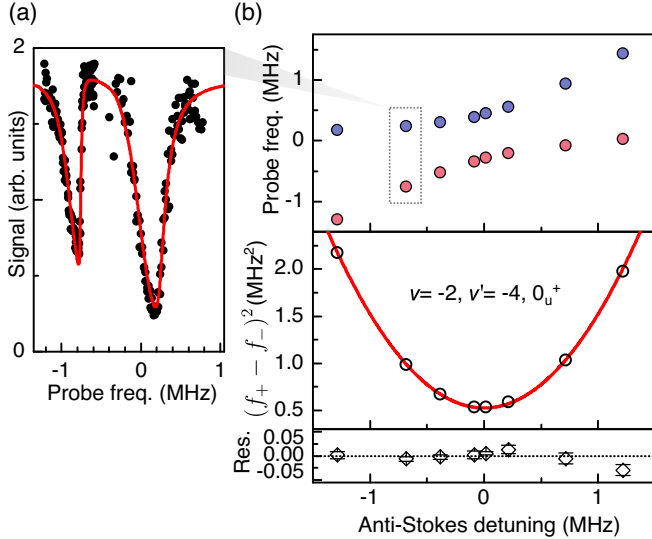 (a)
2
0
Signal (arb. units)
-1
0
1
Probe freq. (MHz)
(b)
Probe freq. (MHz)
1
0
-1
(f₊ − f₋)² (MHz²)
2.0
1.5
1.0
0.5
v= -2, v'= -4, 0ᵤ⁺
Res.
0.05
0.00
-0.05
-1
0
1
Anti-Stokes detuning (MHz)